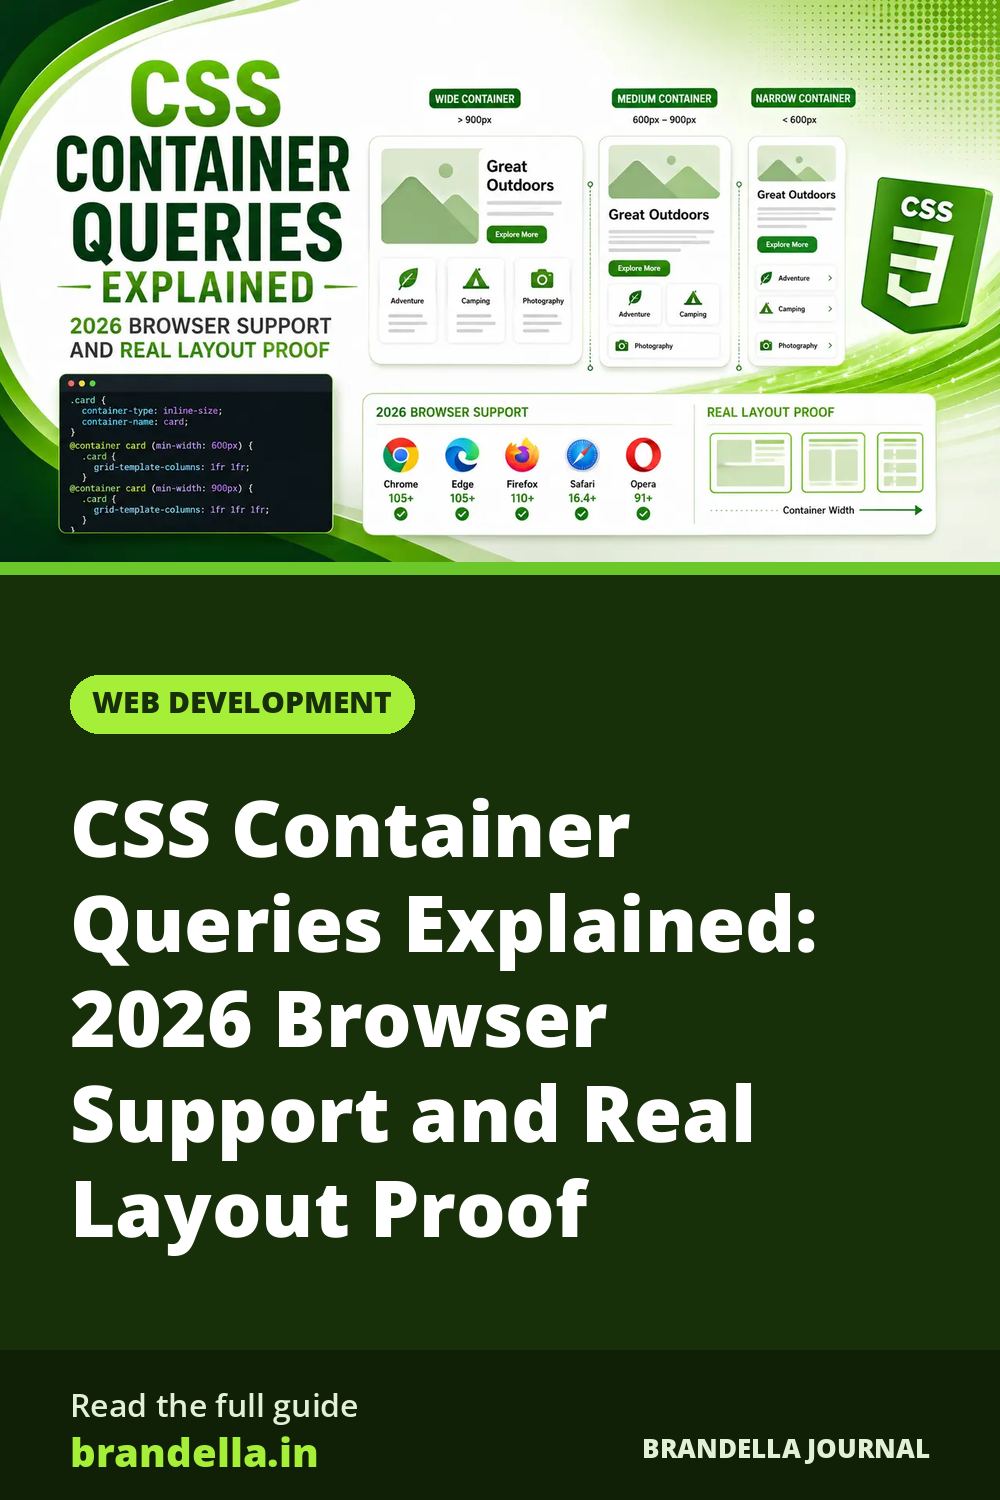 CSS
CONTAINER
QUERIES
EXPLAINED
2026 BROWSER SUPPORT
AND REAL LAYOUT PROOF
.card {
container-type: inline-size;
container-name: card;
}
@container card (min-width: 600px) {
.card {
grid-template-columns: 1fr 1fr;
}
@container card (min-width: 900px) {
.card {
grid-template-columns: 1fr 1fr 1fr;
}
}
WIDE CONTAINER
> 900px
Great
Outdoors
Explore More
Adventure
Camping
Photography
MEDIUM CONTAINER
600px – 900px
Great Outdoors
Explore More
Adventure
Camping
Photography
NARROW CONTAINER
< 600px
Great Outdoors
Explore More
Adventure
Camping
Photography
CSS
3
2026 BROWSER SUPPORT
Chrome
105+
Edge
105+
Firefox
110+
Safari
16.4+
Opera
91+
REAL LAYOUT PROOF
Container Width
WEB DEVELOPMENT
CSS Container
Queries Explained:
2026 Browser
Support and Real
Layout Proof
Read the full guide
brandella.in
BRANDELLA JOURNAL